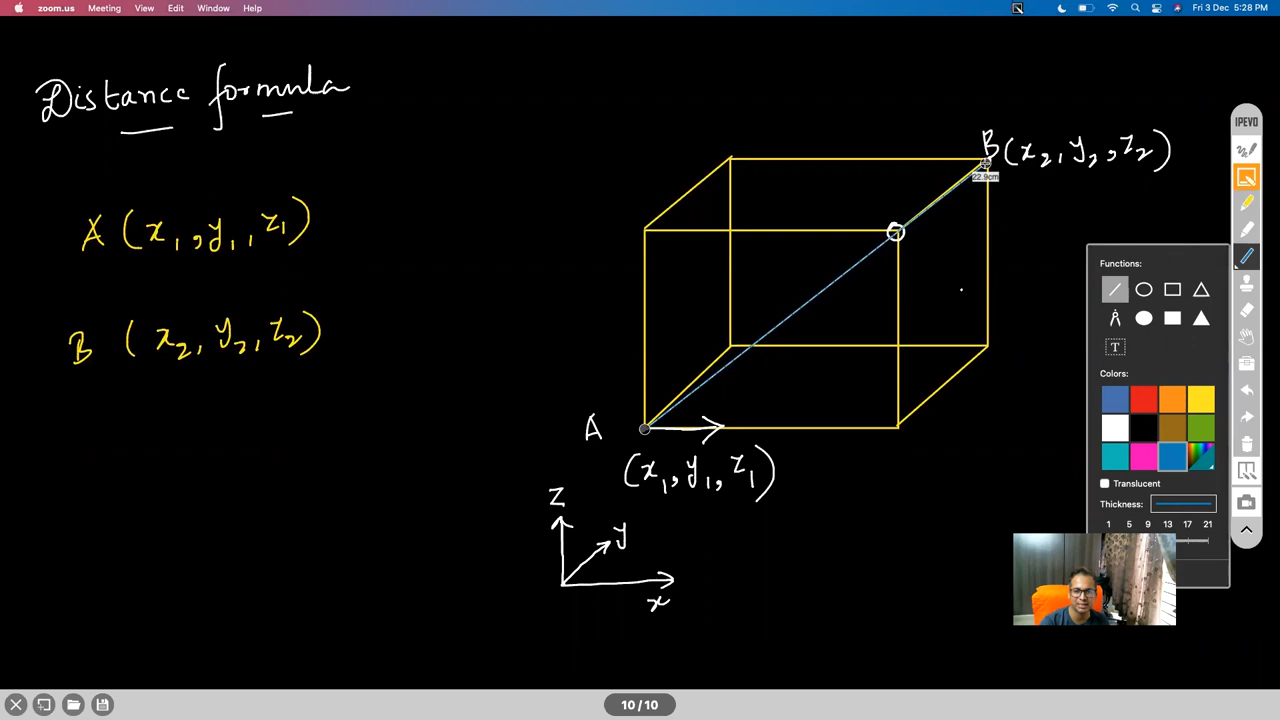 zoom.us Meeting View Edit Window Help Fri 3 Dec 5:28 PM
Distance formula
IPEVO
B(x₂, y₂, z₂)
22.9cm
A (x₁, y₁, z₁)
Functions:
B (x₂, y₂, z₂)
T
Colors:
A
(x₁, y₁, z₁)
Translucent
z
Thickness:
1 5 9 13 17 21
y
x
10 / 10